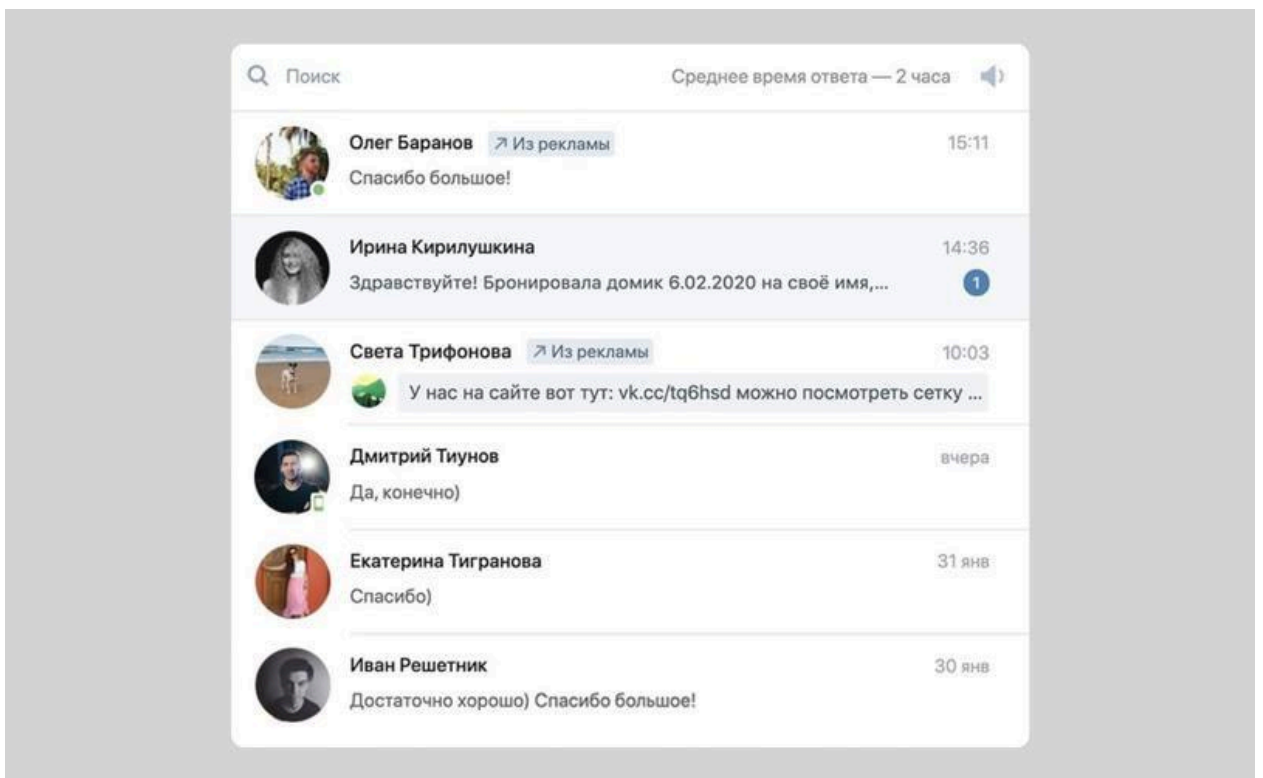 Поиск
Среднее время ответа — 2 часа
Олег Баранов ↗ Из рекламы 15:11
Спасибо большое!
Ирина Кирилушкина 14:36
Здравствуйте! Бронировала домик 6.02.2020 на своё имя,... 1
Света Трифонова ↗ Из рекламы 10:03
У нас на сайте вот тут: vk.cc/tq6hsd можно посмотреть сетку ...
Дмитрий Тиунов вчера
Да, конечно)
Екатерина Тигранова 31 янв
Спасибо)
Иван Решетник 30 янв
Достаточно хорошо) Спасибо большое!